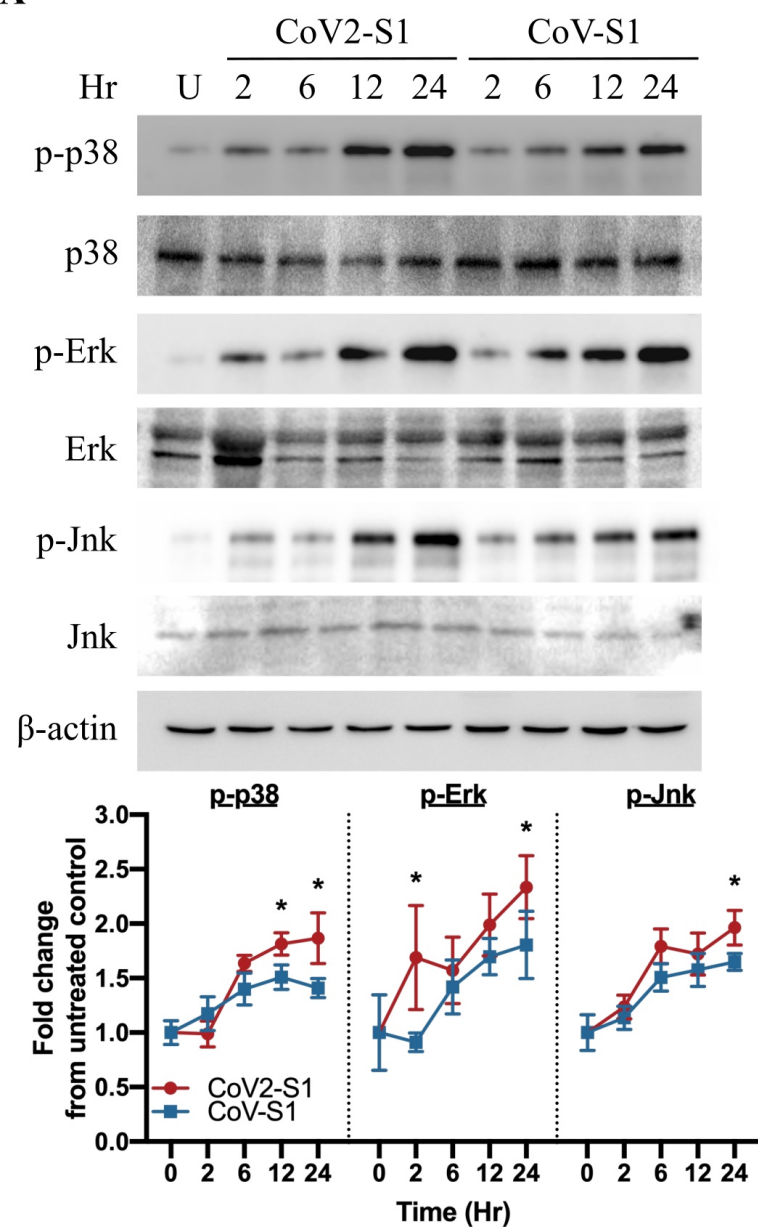 A
CoV2-S1 CoV-S1
Hr U 2 6 12 24 2 6 12 24
p-p38
p38
p-Erk
Erk
p-Jnk
Jnk
β-actin
p-p38 p-Erk p-Jnk
Fold change
from untreated control
3.0
2.5
2.0
1.5
1.0
0.5
0.0
* * * * *
CoV2-S1
CoV-S1
0 2 6 12 24 0 2 6 12 24 0 2 6 12 24
Time (Hr)